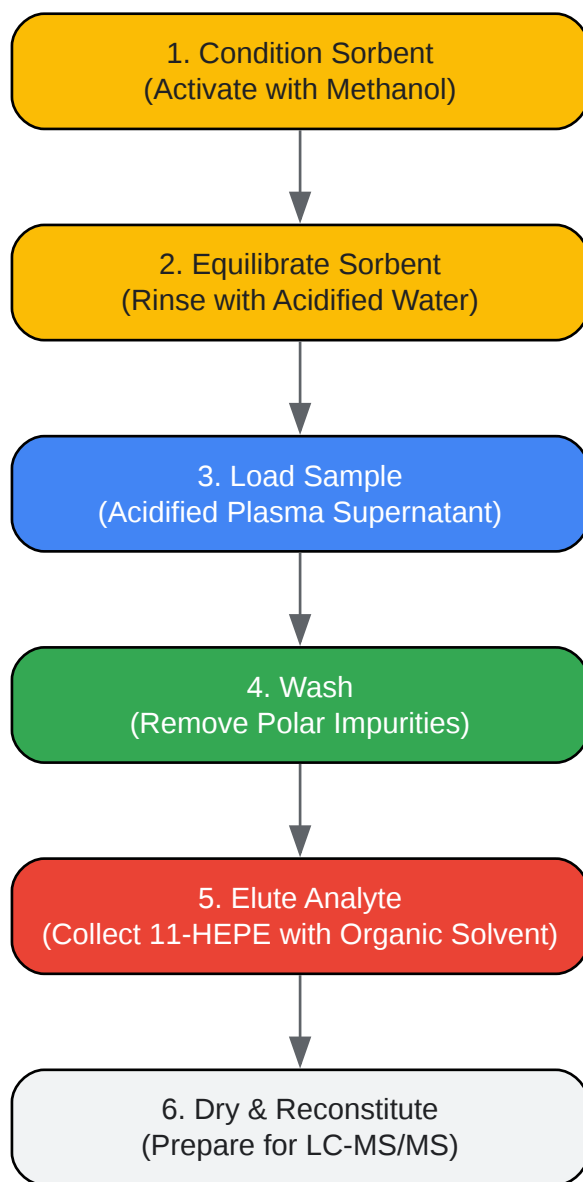 1. Condition Sorbent
(Activate with Methanol)
2. Equilibrate Sorbent
(Rinse with Acidified Water)
3. Load Sample
(Acidified Plasma Supernatant)
4. Wash
(Remove Polar Impurities)
5. Elute Analyte
(Collect 11-HEPE with Organic Solvent)
6. Dry & Reconstitute
(Prepare for LC-MS/MS)